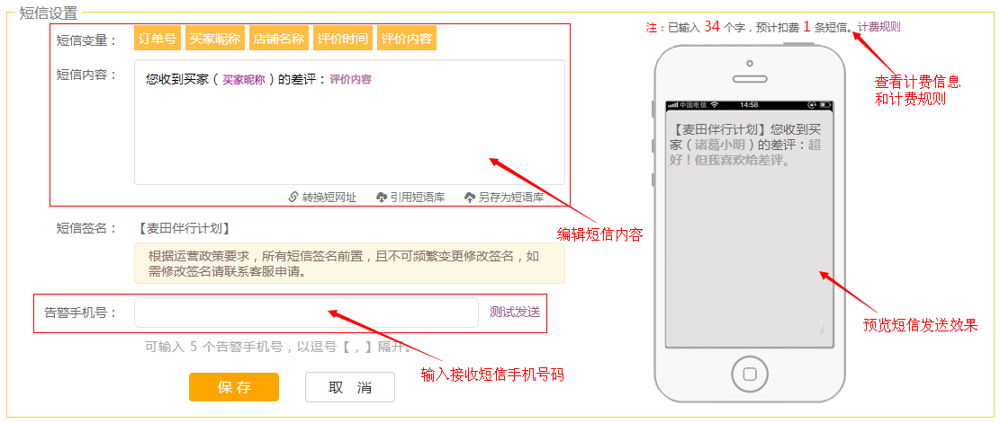 短信设置
短信变量： 订单号 买家昵称 店铺名称 评价时间 评价内容
短信内容： 您收到买家（买家昵称）的差评：评价内容
转换短网址 引用短语库 另存为短语库
编辑短信内容
短信签名： 【麦田伴行计划】
根据运营政策要求，所有短信签名前置，且不可频繁变更修改签名，如
需修改签名请联系客服申请。
告警手机号： 测试发送
可输入 5 个告警手机号，以逗号【 , 】隔开。
输入接收短信手机号码
保 存 取 消
注：已输入 34 个字，预计扣费 1 条短信。计费规则
查看计费信息
和计费规则
中国电信 14:58
【麦田伴行计划】您收到买
家（诸葛小明）的差评：超
好！但我喜欢给差评。
预览短信发送效果